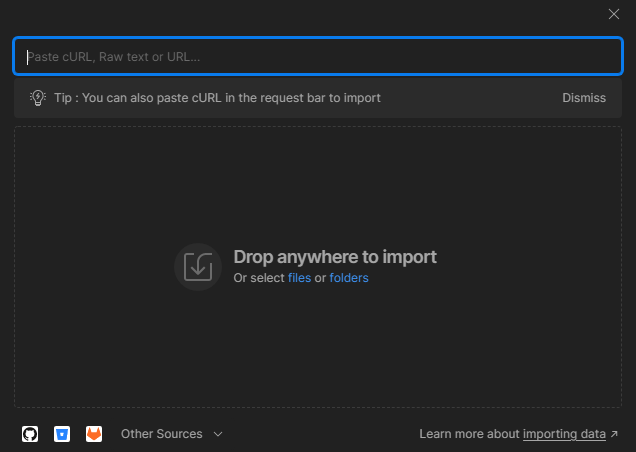 Paste cURL, Raw text or URL...
Tip : You can also paste cURL in the request bar to import Dismiss
Drop anywhere to import
Or select files or folders
Other Sources Learn more about importing data ↗